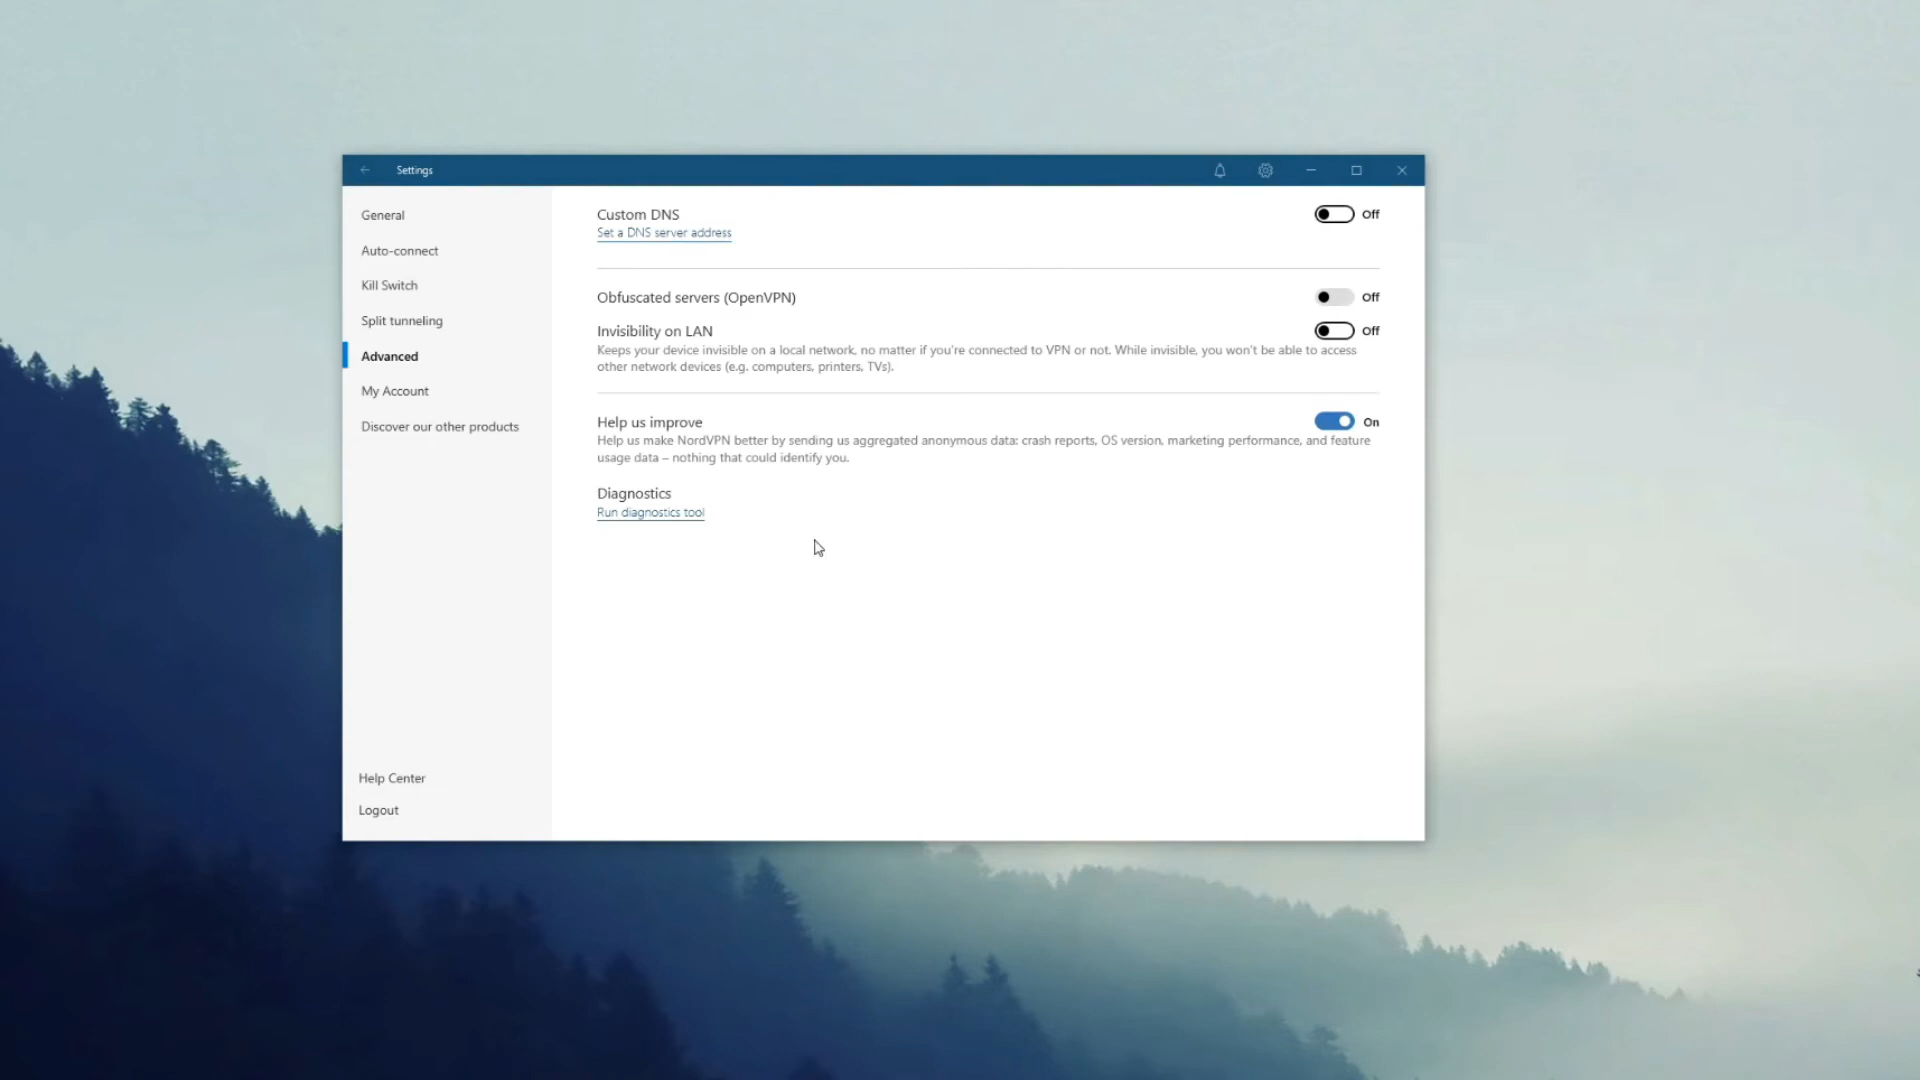 Settings
General
Auto-connect
Kill Switch
Split tunneling
Advanced
My Account
Discover our other products
Help Center
Logout
Custom DNS
Off
Set a DNS server address
Obfuscated servers (OpenVPN)
Off
Invisibility on LAN
Off
Keeps your device invisible on a local network, no matter if you're connected to VPN or not. While invisible, you won't be able to access
other network devices (e.g. computers, printers, TVs).
Help us improve
On
Help us make NordVPN better by sending us aggregated anonymous data: crash reports, OS version, marketing performance, and feature
usage data – nothing that could identify you.
Diagnostics
Run diagnostics tool